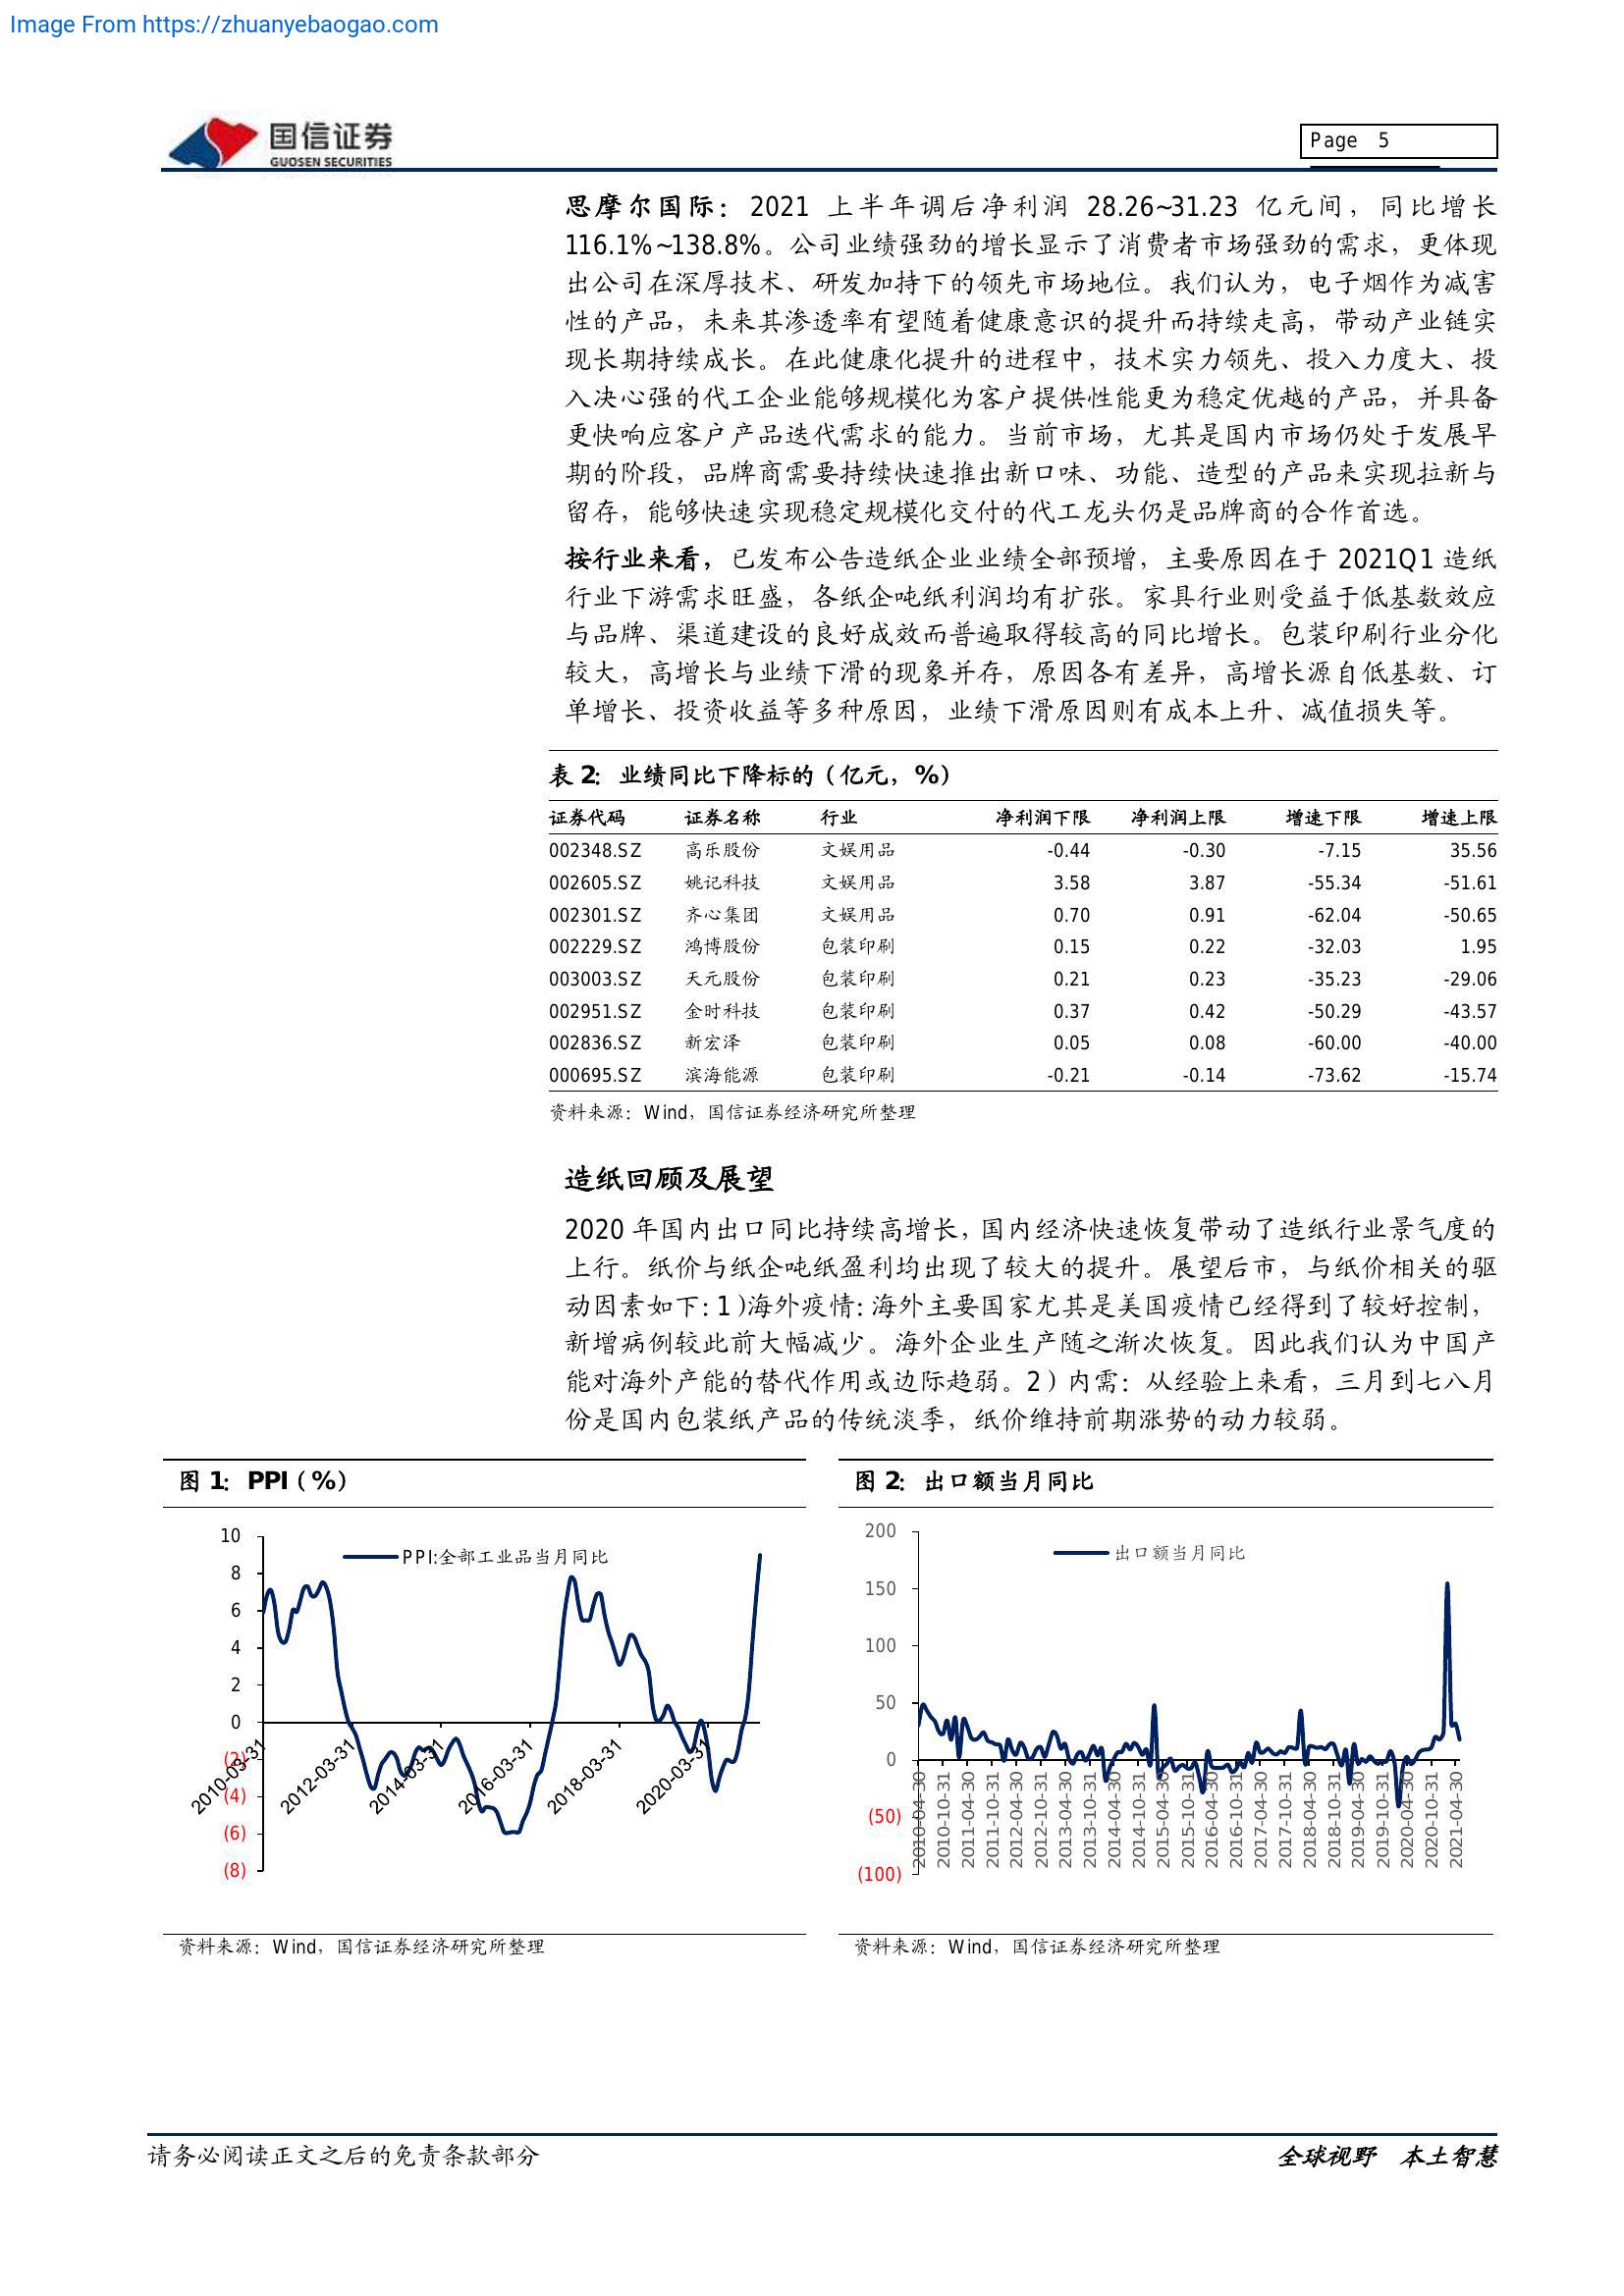 Image From https://zhuanyebaogao.com
国信证券
GUOSEN SECURITIES
Page 5
思摩尔国际：2021 上半年调后净利润 28.26~31.23 亿元间，同比增长
116.1%~138.8%。公司业绩强劲的增长显示了消费者市场强劲的需求，更体现
出公司在深厚技术、研发加持下的领先市场地位。我们认为，电子烟作为减害
性的产品，未来其渗透率有望随着健康意识的提升而持续走高，带动产业链实
现长期持续成长。在此健康化提升的进程中，技术实力领先、投入力度大、投
入决心强的代工企业能够规模化为客户提供性能更为稳定优越的产品，并具备
更快响应客户产品迭代需求的能力。当前市场，尤其是国内市场仍处于发展早
期的阶段，品牌商需要持续快速推出新口味、功能、造型的产品来实现拉新与
留存，能够快速实现稳定规模化交付的代工龙头仍是品牌商的合作首选。
按行业来看，已发布公告造纸企业业绩全部预增，主要原因在于 2021Q1 造纸
行业下游需求旺盛，各纸企吨纸利润均有扩张。家具行业则受益于低基数效应
与品牌、渠道建设的良好成效而普遍取得较高的同比增长。包装印刷行业分化
较大，高增长与业绩下滑的现象并存，原因各有差异，高增长源自低基数、订
单增长、投资收益等多种原因，业绩下滑原因则有成本上升、减值损失等。
表 2：业绩同比下降标的（亿元，%）
证券代码 证券名称 行业 净利润下限 净利润上限 增速下限 增速上限
002348.SZ 高乐股份 文娱用品 -0.44 -0.30 -7.15 35.56
002605.SZ 姚记科技 文娱用品 3.58 3.87 -55.34 -51.61
002301.SZ 齐心集团 文娱用品 0.70 0.91 -62.04 -50.65
002229.SZ 鸿博股份 包装印刷 0.15 0.22 -32.03 1.95
003003.SZ 天元股份 包装印刷 0.21 0.23 -35.23 -29.06
002951.SZ 金时科技 包装印刷 0.37 0.42 -50.29 -43.57
002836.SZ 新宏泽 包装印刷 0.05 0.08 -60.00 -40.00
000695.SZ 滨海能源 包装印刷 -0.21 -0.14 -73.62 -15.74
资料来源：Wind，国信证券经济研究所整理
造纸回顾及展望
2020 年国内出口同比持续高增长，国内经济快速恢复带动了造纸行业景气度的
上行。纸价与纸企吨纸盈利均出现了较大的提升。展望后市，与纸价相关的驱
动因素如下：1）海外疫情：海外主要国家尤其是美国疫情已经得到了较好控制，
新增病例较此前大幅减少。海外企业生产随之渐次恢复。因此我们认为中国产
能对海外产能的替代作用或边际趋弱。2）内需：从经验上来看，三月到七八月
份是国内包装纸产品的传统淡季，纸价维持前期涨势的动力较弱。
图 1：PPI（%）
PPI:全部工业品当月同比
10
8
6
4
2
0
(2)
(4)
(6)
(8)
2010-03-31
2012-03-31
2014-03-31
2016-03-31
2018-03-31
2020-03-31
资料来源：Wind，国信证券经济研究所整理
图 2：出口额当月同比
出口额当月同比
200
150
100
50
0
(50)
(100)
2010-04-30
2010-10-31
2011-04-30
2011-10-31
2012-04-30
2012-10-31
2013-04-30
2013-10-31
2014-04-30
2014-10-31
2015-04-30
2015-10-31
2016-04-30
2016-10-31
2017-04-30
2017-10-31
2018-04-30
2018-10-31
2019-04-30
2019-10-31
2020-04-30
2020-10-31
2021-04-30
资料来源：Wind，国信证券经济研究所整理
请务必阅读正文之后的免责条款部分
全球视野 本土智慧